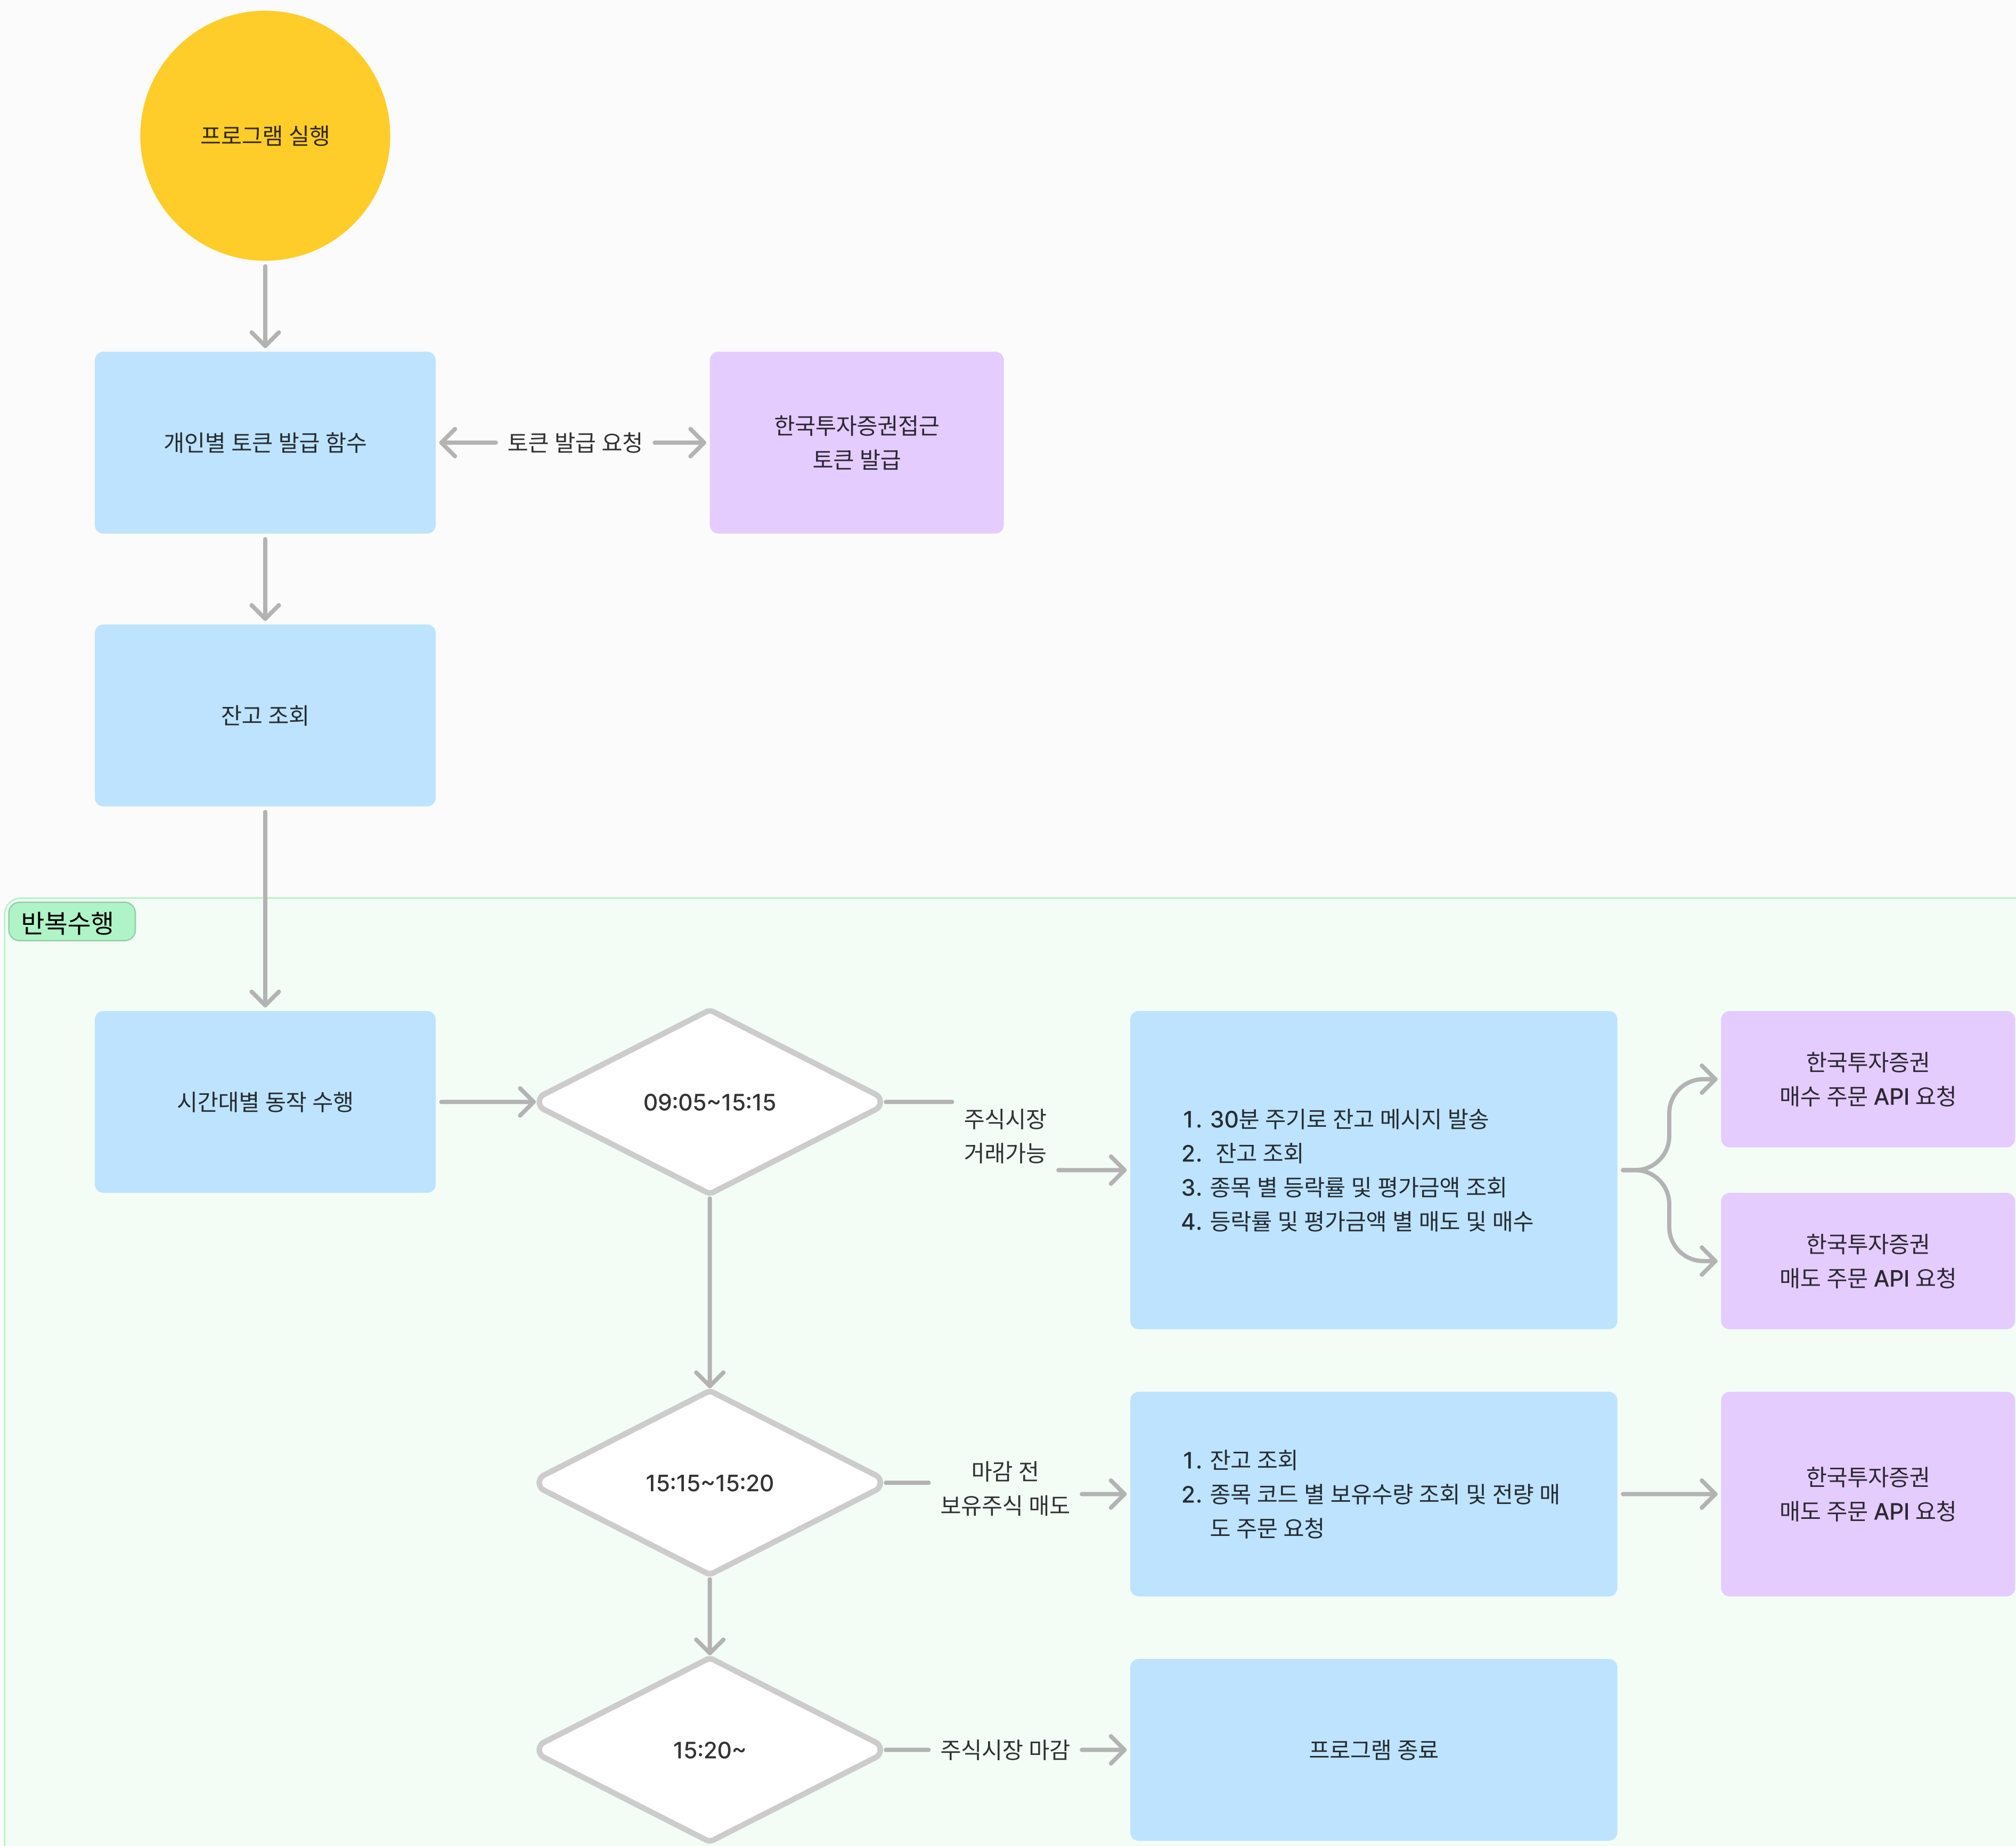 프로그램 실행
개인별 토큰 발급 함수
토큰 발급 요청
한국투자증권접근
토큰 발급
잔고 조회
반복수행
시간대별 동작 수행
09:05~15:15
주식시장
거래가능
1. 30분 주기로 잔고 메시지 발송
2. 잔고 조회
3. 종목 별 등락률 및 평가금액 조회
4. 등락률 및 평가금액 별 매도 및 매수
한국투자증권
매수 주문 API 요청
한국투자증권
매도 주문 API 요청
15:15~15:20
마감 전
보유주식 매도
1. 잔고 조회
2. 종목 코드 별 보유수량 조회 및 전량 매
도 주문 요청
한국투자증권
매도 주문 API 요청
15:20~
주식시장 마감
프로그램 종료